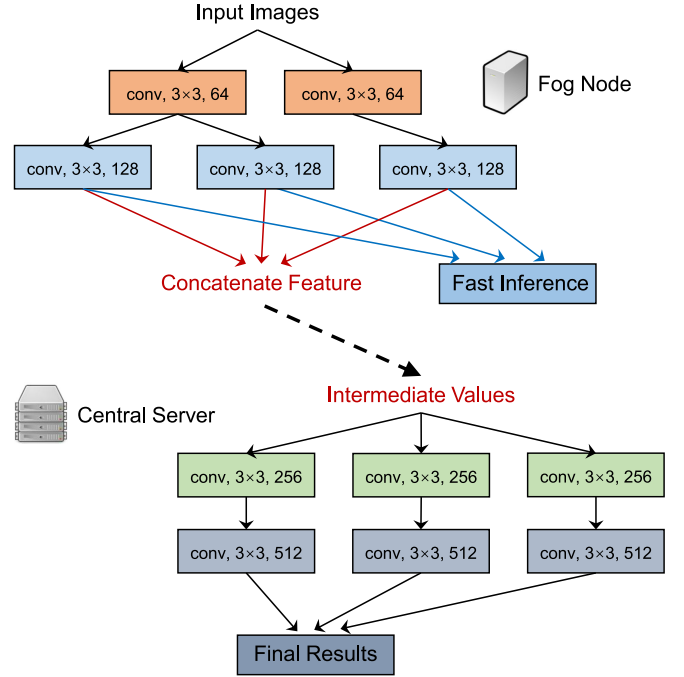 Input Images
Fog Node
conv, 3×3, 64
conv, 3×3, 64
conv, 3×3, 128
conv, 3×3, 128
conv, 3×3, 128
Concatenate Feature
Fast Inference
Central Server
Intermediate Values
conv, 3×3, 256
conv, 3×3, 256
conv, 3×3, 256
conv, 3×3, 512
conv, 3×3, 512
conv, 3×3, 512
Final Results